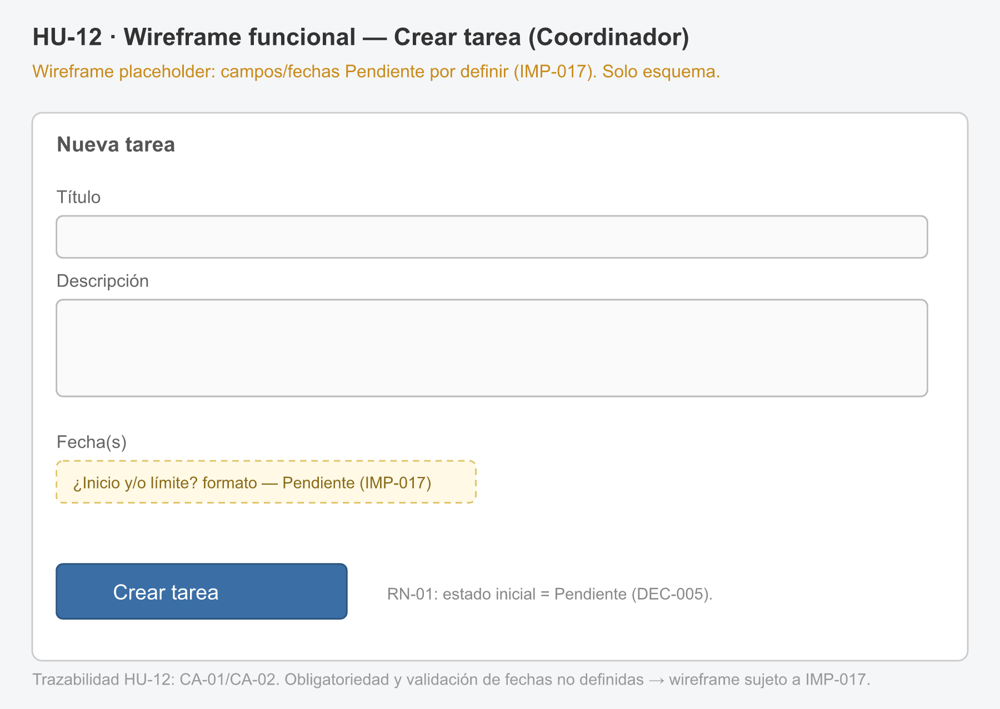 HU-12 · Wireframe funcional — Crear tarea (Coordinador)
Wireframe placeholder: campos/fechas Pendiente por definir (IMP-017). Solo esquema.
Nueva tarea
Título
Descripción
Fecha(s)
¿Inicio y/o límite? formato — Pendiente (IMP-017)
Crear tarea
RN-01: estado inicial = Pendiente (DEC-005).
Trazabilidad HU-12: CA-01/CA-02. Obligatoriedad y validación de fechas no definidas → wireframe sujeto a IMP-017.